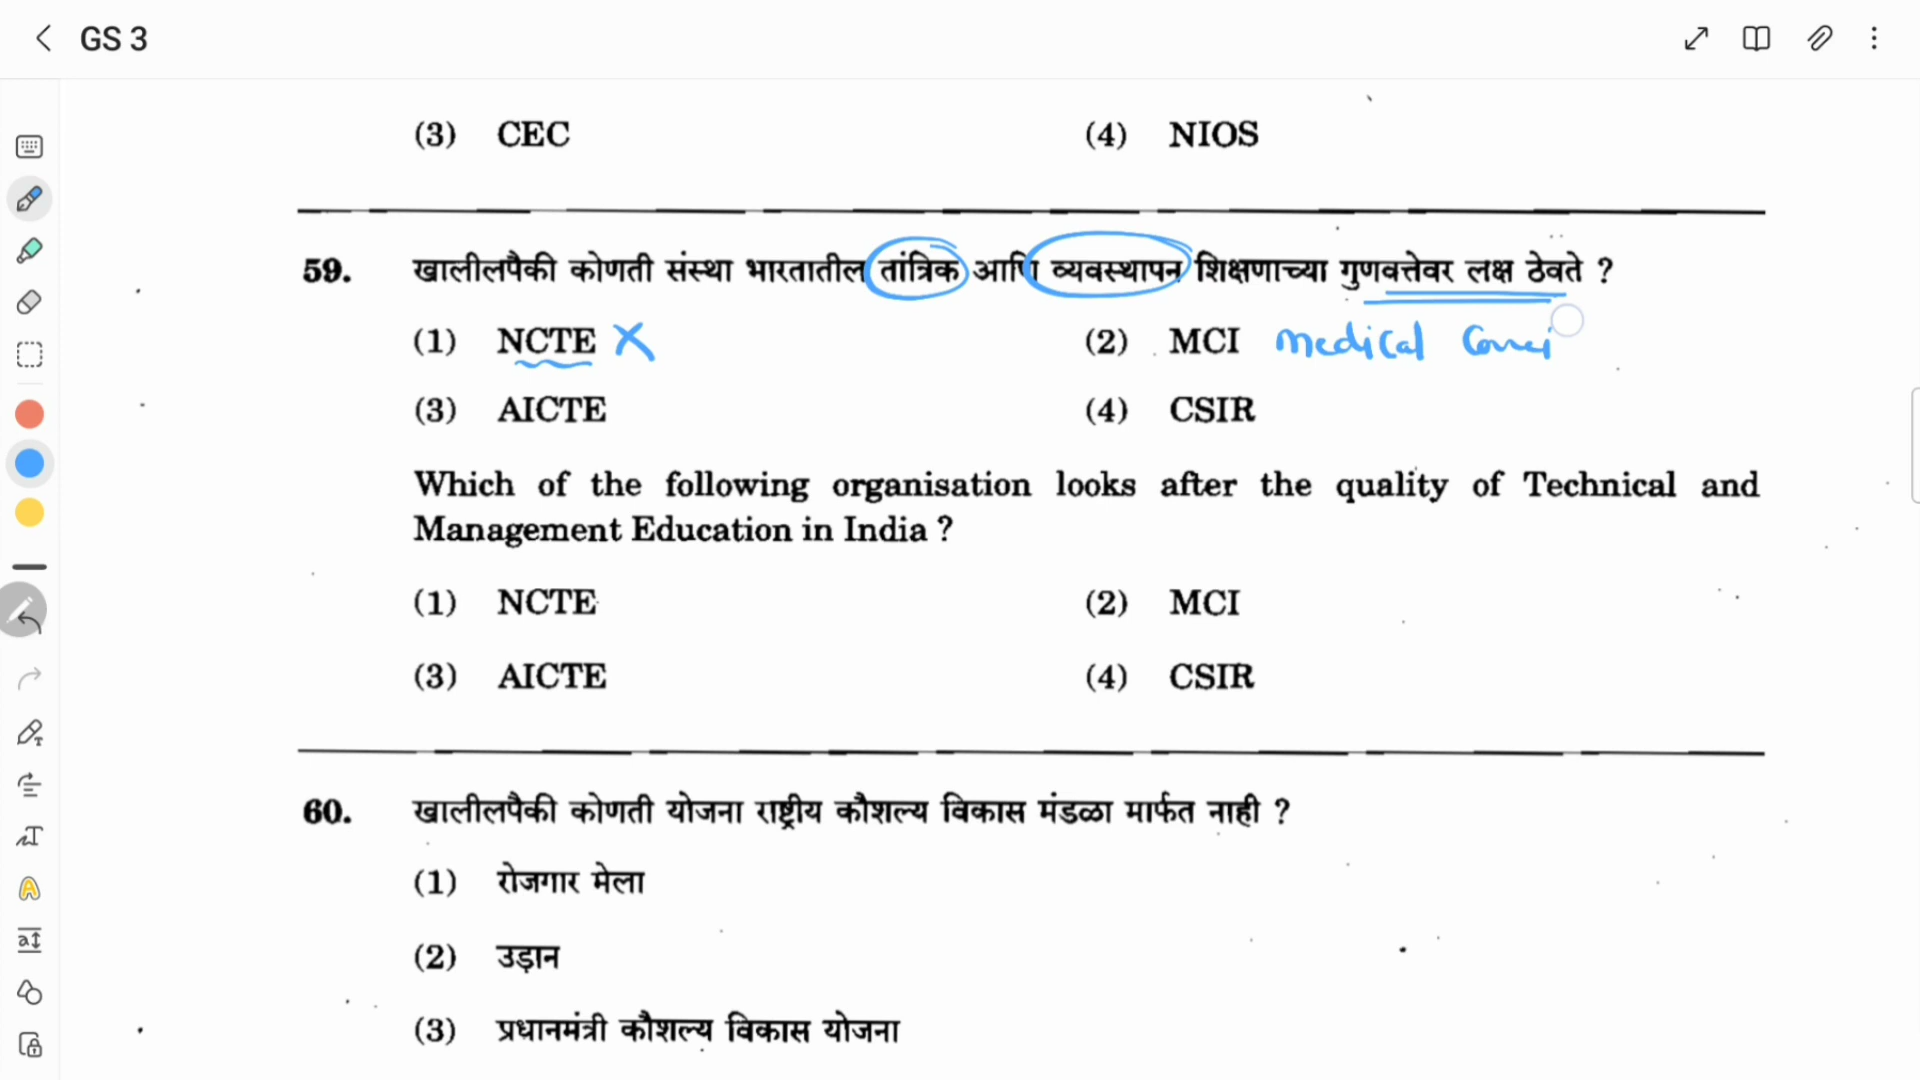 GS 3
(3) CEC
(4) NIOS
59. खालीलपैकी कोणती संस्था भारतातील तांत्रिक आणि व्यवस्थापन शिक्षणाच्या गुणवत्तेवर लक्ष ठेवते ?
(1) NCTE X
(2) MCI medical Counci
(3) AICTE
(4) CSIR
Which of the following organisation looks after the quality of Technical and
Management Education in India ?
(1) NCTE
(2) MCI
(3) AICTE
(4) CSIR
60. खालीलपैकी कोणती योजना राष्ट्रीय कौशल्य विकास मंडळा मार्फत नाही ?
(1) रोजगार मेला
(2) उड़ान
(3) प्रधानमंत्री कौशल्य विकास योजना